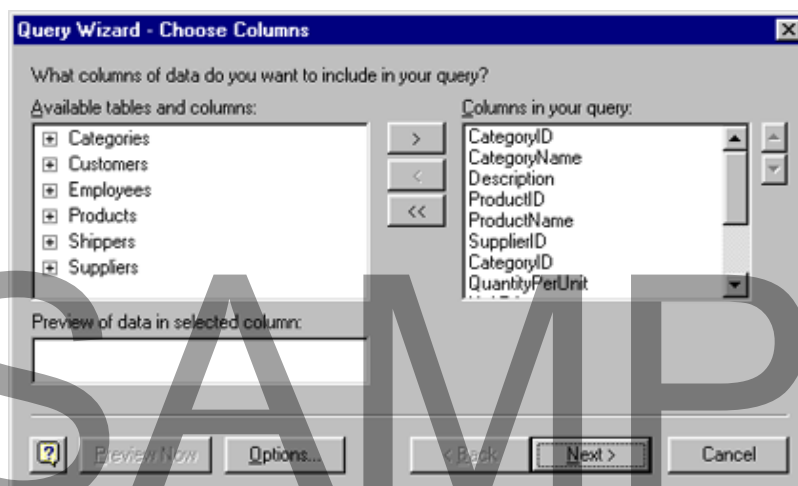 Query Wizard - Choose Columns
What columns of data do you want to include in your query?
Available tables and columns:
Categories
Customers
Employees
Products
Shippers
Suppliers
>
<
<<
Columns in your query:
CategoryID
CategoryName
Description
ProductID
ProductName
SupplierID
CategoryID
QuantityPerUnit
Preview of data in selected column:
Preview Now
Options...
< Back
Next >
Cancel
SAMP